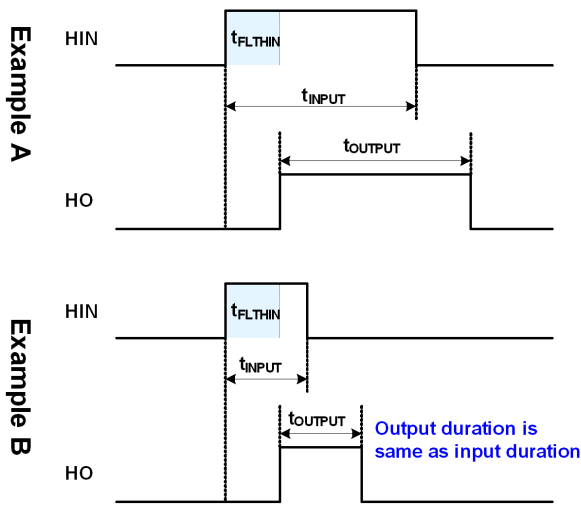 Example A
HIN
tFLTHIN
tINPUT
tOUTPUT
HO
Example B
HIN
tFLTHIN
tINPUT
tOUTPUT
Output duration is
same as input duration
HO